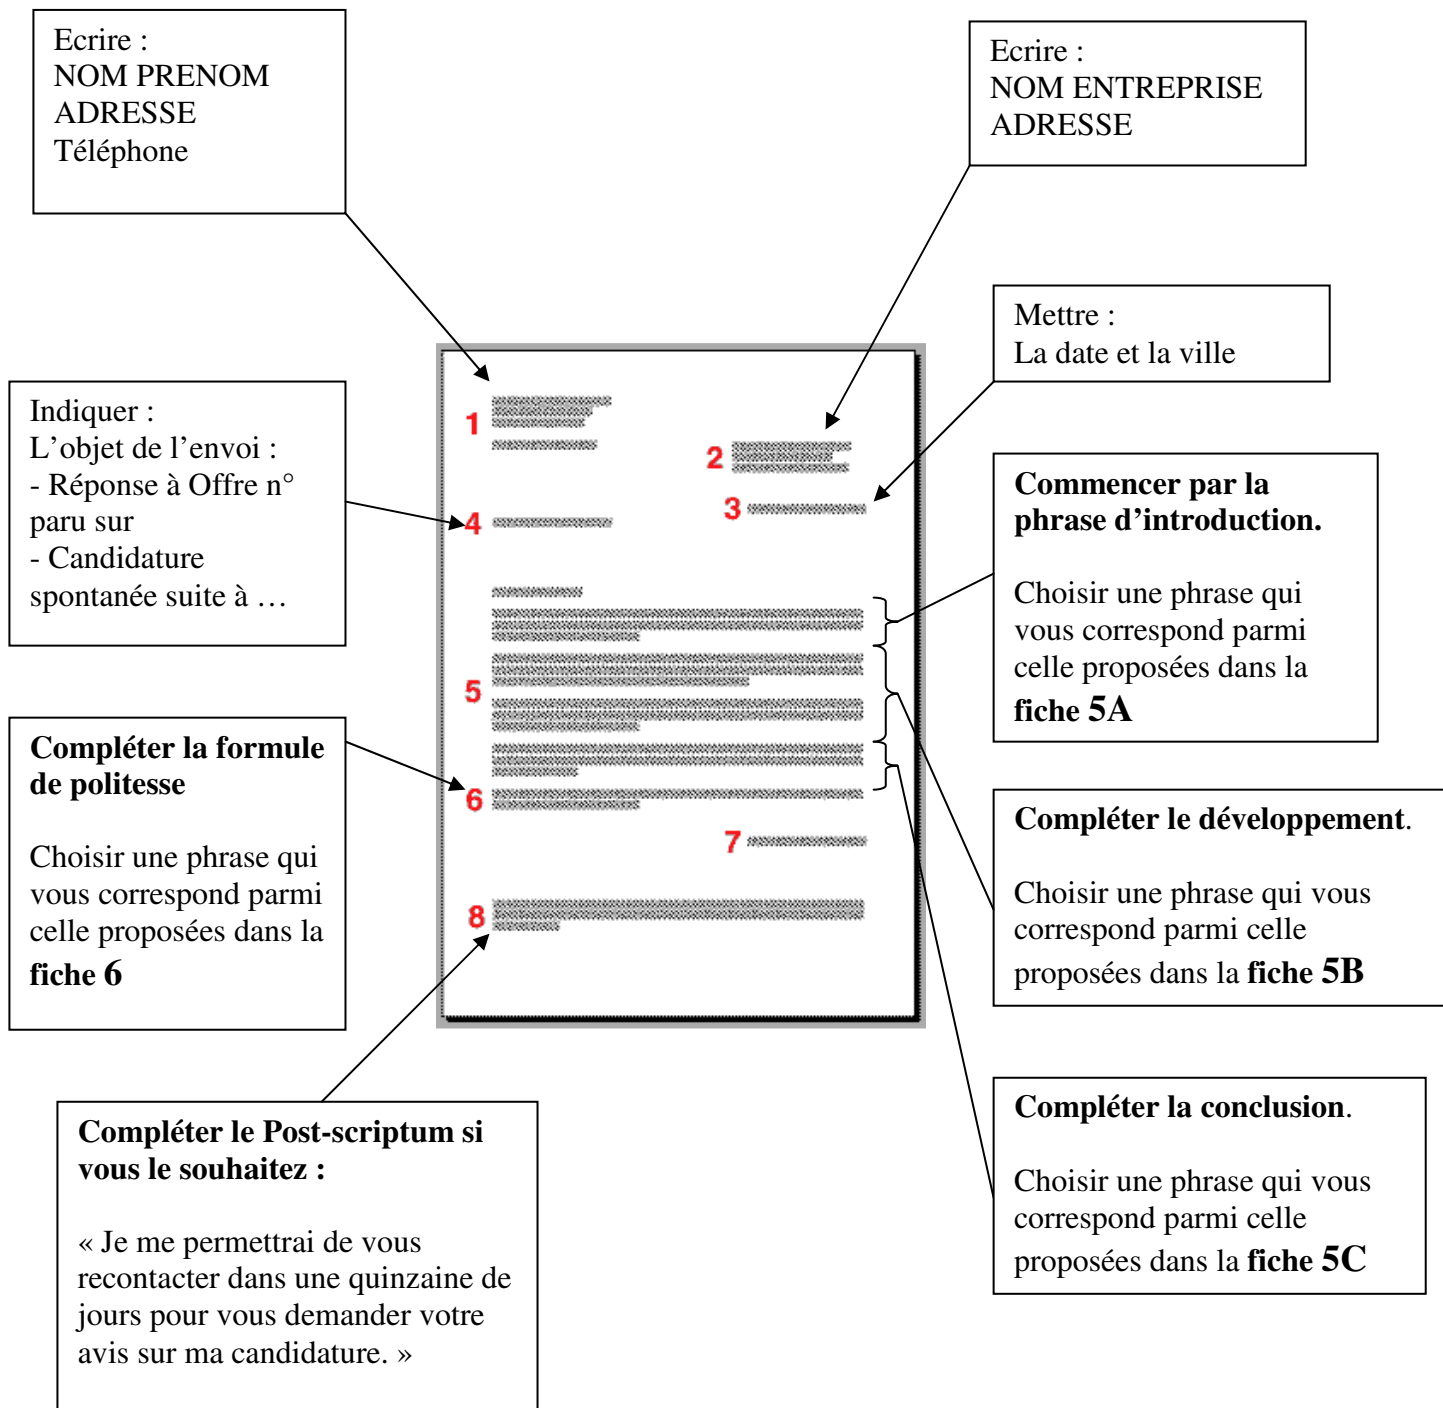 Ecrire :
NOM PRENOM
ADRESSE
Téléphone
Ecrire :
NOM ENTREPRISE
ADRESSE
Mettre :
La date et la ville
Indiquer :
L’objet de l’envoi :
- Réponse à Offre n°
paru sur
- Candidature
spontanée suite à …
1
2
3
4
5
6
7
8
Commencer par la
phrase d’introduction.
Choisir une phrase qui
vous correspond parmi
celle proposées dans la
fiche 5A
Compléter la formule
de politesse
Choisir une phrase qui
vous correspond parmi
celle proposées dans la
fiche 6
Compléter le développement.
Choisir une phrase qui vous
correspond parmi celle
proposées dans la fiche 5B
Compléter la conclusion.
Choisir une phrase qui vous
correspond parmi celle
proposées dans la fiche 5C
Compléter le Post-scriptum si
vous le souhaitez :
« Je me permettrai de vous
recontacter dans une quinzaine de
jours pour vous demander votre
avis sur ma candidature. »